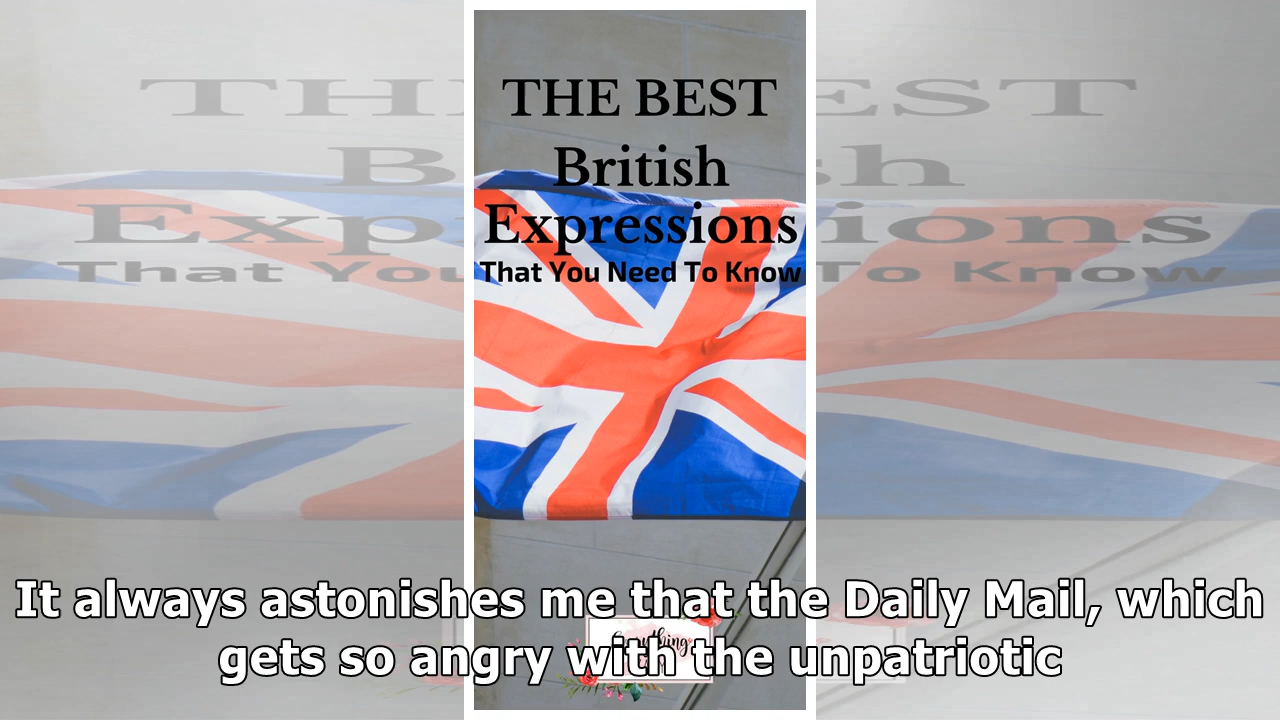 THE BEST
British
Expressions
That You Need To Know
It always astonishes me that the Daily Mail, which
gets so angry with the unpatriotic